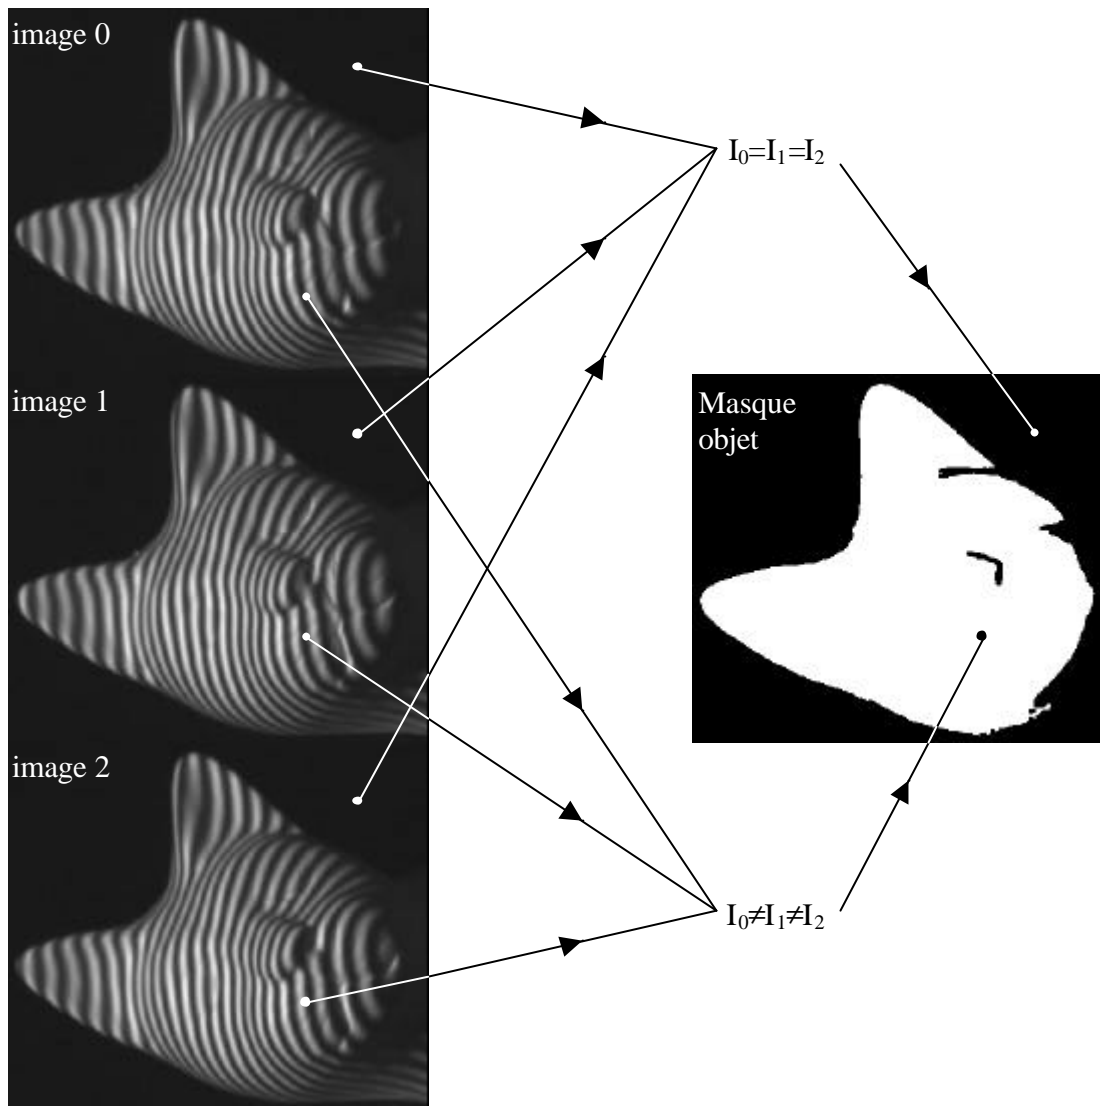 image 0
I₀=I₁=I₂
image 1
Masque
objet
image 2
I₀≠I₁≠I₂